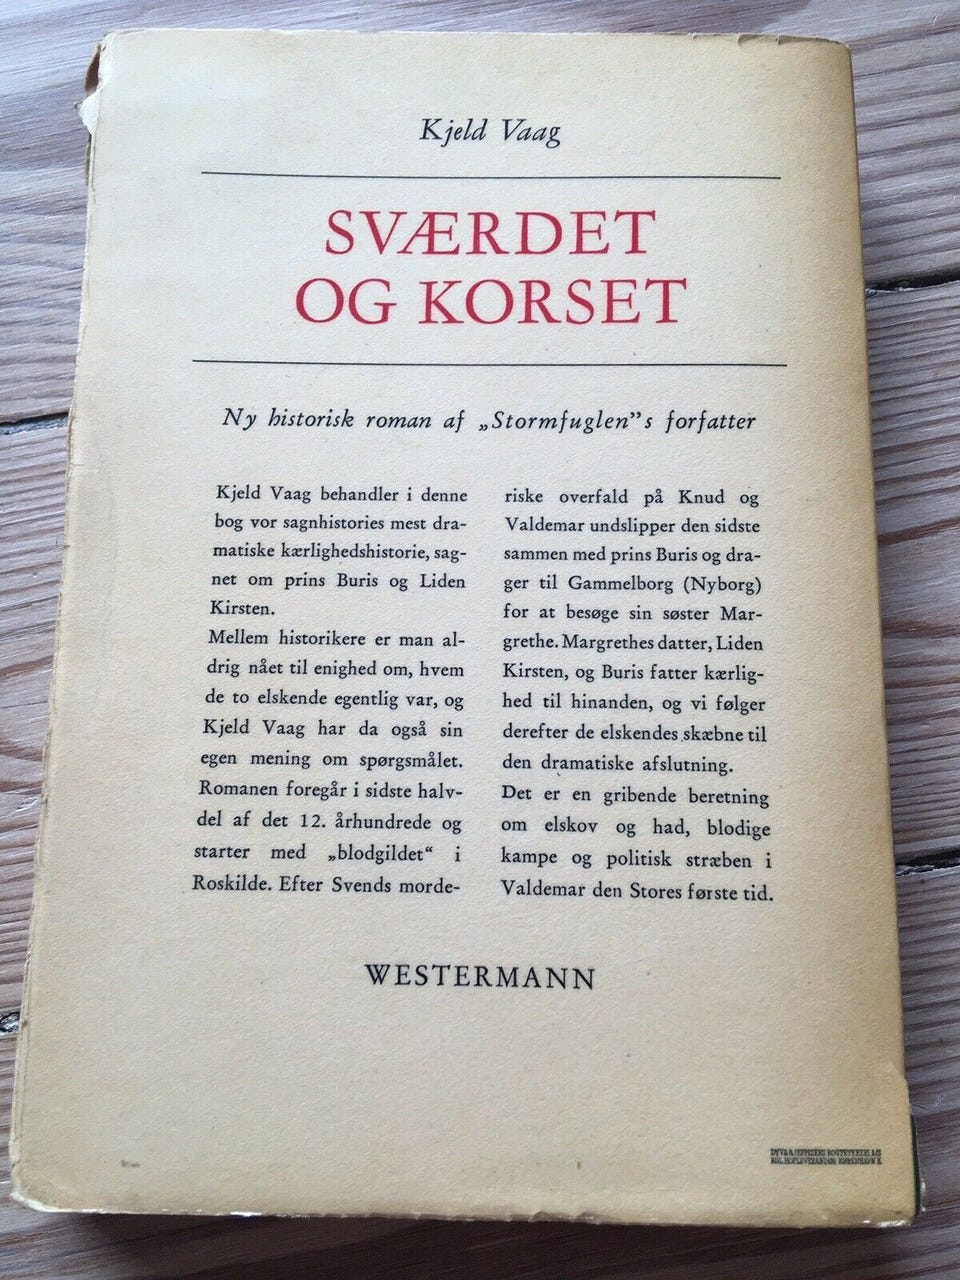 Kjeld Vaag
SVÆRDET
OG KORSET
Ny historisk roman af „Stormfuglen”s forfatter
Kjeld Vaag behandler i denne
bog vor sagnhistories mest dra-
matiske kærlighedshistorie, sag-
net om prins Buris og Liden
Kirsten.
Mellem historikere er man al-
drig nået til enighed om, hvem
de to elskende egentlig var, og
Kjeld Vaag har da også sin
egen mening om spørgsmålet.
Romanen foregår i sidste halv-
del af det 12. århundrede og
starter med „blodgildet“ i
Roskilde. Efter Svends morde-
riske overfald på Knud og
Valdemar undslipper den sidste
sammen med prins Buris og dra-
ger til Gammelborg (Nyborg)
for at besøge sin søster Mar-
grethe. Margrethes datter, Liden
Kirsten, og Buris fatter kærlig-
hed til hinanden, og vi følger
derefter de elskendes skæbne til
den dramatiske afslutning.
Det er en gribende beretning
om elskov og had, blodige
kampe og politisk stræben i
Valdemar den Stores første tid.
WESTERMANN
DYVA & JEPPESENS BOGTRYKKERI A/S
KGL. HOFLEVERANDØR KØBENHAVN K